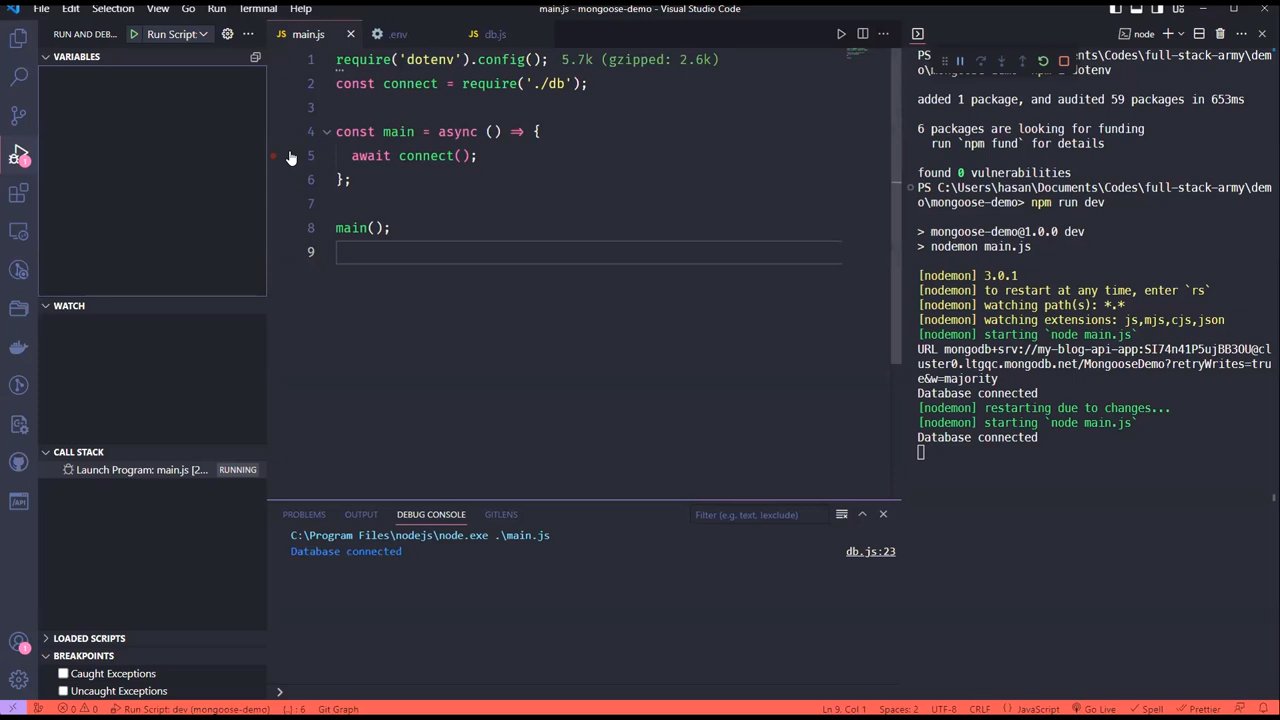 File Edit Selection View Go Run Terminal Help
main.js - mongoose-demo - Visual Studio Code
RUN AND DEB... Run Script:
main.js
.env
db.js
node
VARIABLES
WATCH
CALL STACK
Launch Program: main.js [2... RUNNING
LOADED SCRIPTS
BREAKPOINTS
Caught Exceptions
Uncaught Exceptions
1 require('dotenv').config(); 5.7k (gzipped: 2.6k)
2 const connect = require('./db');
3
4 const main = async () => {
5 await connect();
6 };
7
8 main();
9
PROBLEMS OUTPUT DEBUG CONSOLE GITLENS
Filter (e.g. text, !exclude)
C:\Program Files\nodejs\node.exe .\main.js
Database connected db.js:23
added 1 package, and audited 59 packages in 653ms
6 packages are looking for funding
run `npm fund` for details
found 0 vulnerabilities
PS C:\Users\hasan\Documents\Codes\full-stack-army\dem
o\mongoose-demo> npm run dev
> mongoose-demo@1.0.0 dev
> nodemon main.js
[nodemon] 3.0.1
[nodemon] to restart at any time, enter `rs`
[nodemon] watching path(s): *.*
[nodemon] watching extensions: js,mjs,cjs,json
[nodemon] starting `node main.js`
URL mongodb+srv://my-blog-api-app:SI74n41P5ujBB3OU@cl
uster0.ltgqc.mongodb.net/MongooseDemo?retryWrites=tru
e&w=majority
Database connected
[nodemon] restarting due to changes...
[nodemon] starting `node main.js`
Database connected
0 0 Run Script: dev (mongoose-demo) {..} : 6 Git Graph
Ln 9, Col 1 Spaces: 2 UTF-8 CRLF JavaScript Go Live Spell Prettier